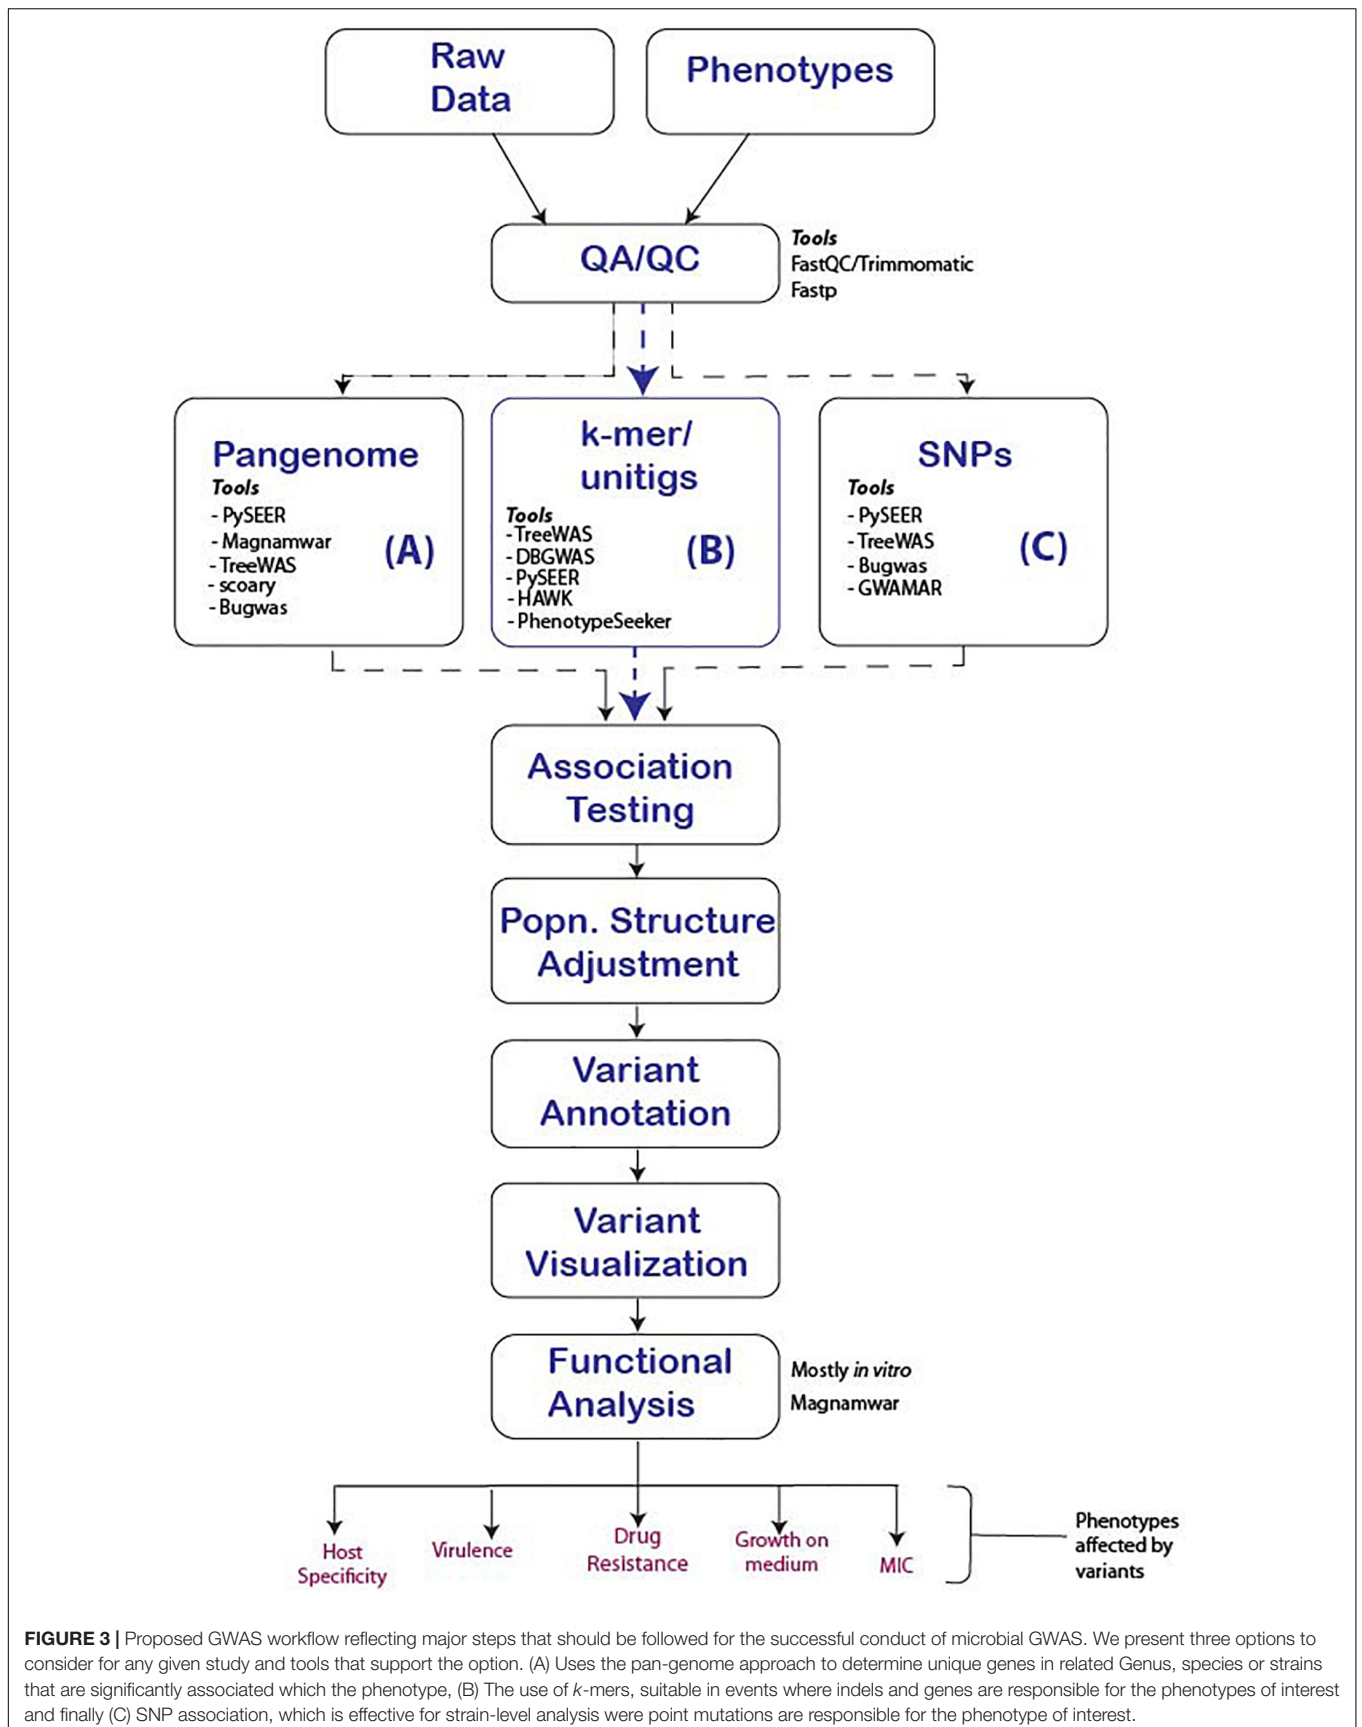 Raw
Data
Phenotypes
QA/QC
Tools
FastQC/Trimmomatic
Fastp
Pangenome
Tools
- PySEER
- Magnamwar
- TreeWAS
- scoary
- Bugwas
(A)
k-mer/
unitigs
Tools
- TreeWAS
- DBGWAS
- PySEER
- HAWK
- PhenotypeSeeker
(B)
SNPs
Tools
- PySEER
- TreeWAS
- Bugwas
- GWAMAR
(C)
Association
Testing
Popn. Structure
Adjustment
Variant
Annotation
Variant
Visualization
Functional
Analysis
Mostly in vitro
Magnamwar
Host
Specificity
Virulence
Drug
Resistance
Growth on
medium
MIC
Phenotypes
affected by
variants
FIGURE 3 | Proposed GWAS workflow reflecting major steps that should be followed for the successful conduct of microbial GWAS. We present three options to
consider for any given study and tools that support the option. (A) Uses the pan-genome approach to determine unique genes in related Genus, species or strains
that are significantly associated which the phenotype, (B) The use of k-mers, suitable in events where indels and genes are responsible for the phenotypes of interest
and finally (C) SNP association, which is effective for strain-level analysis were point mutations are responsible for the phenotype of interest.